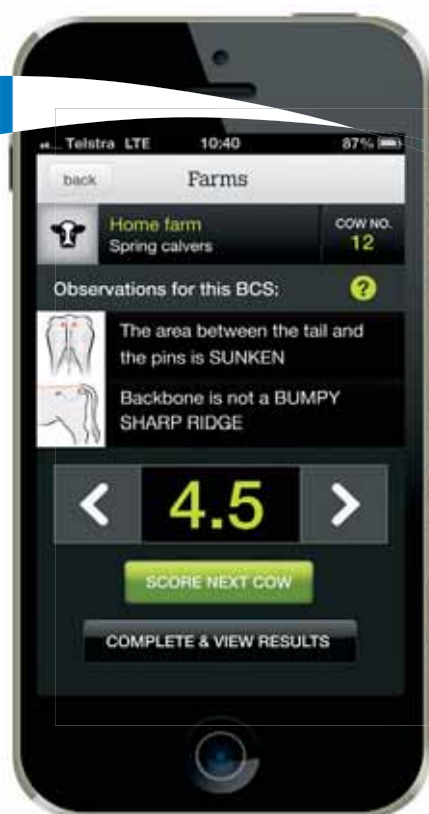 Telstra LTE 10:40 87%
back Farms
Home farm
Spring calvers
COW NO.
12
Observations for this BCS: ?
The area between the tail and
the pins is SUNKEN
Backbone is not a BUMPY
SHARP RIDGE
4.5
SCORE NEXT COW
COMPLETE & VIEW RESULTS